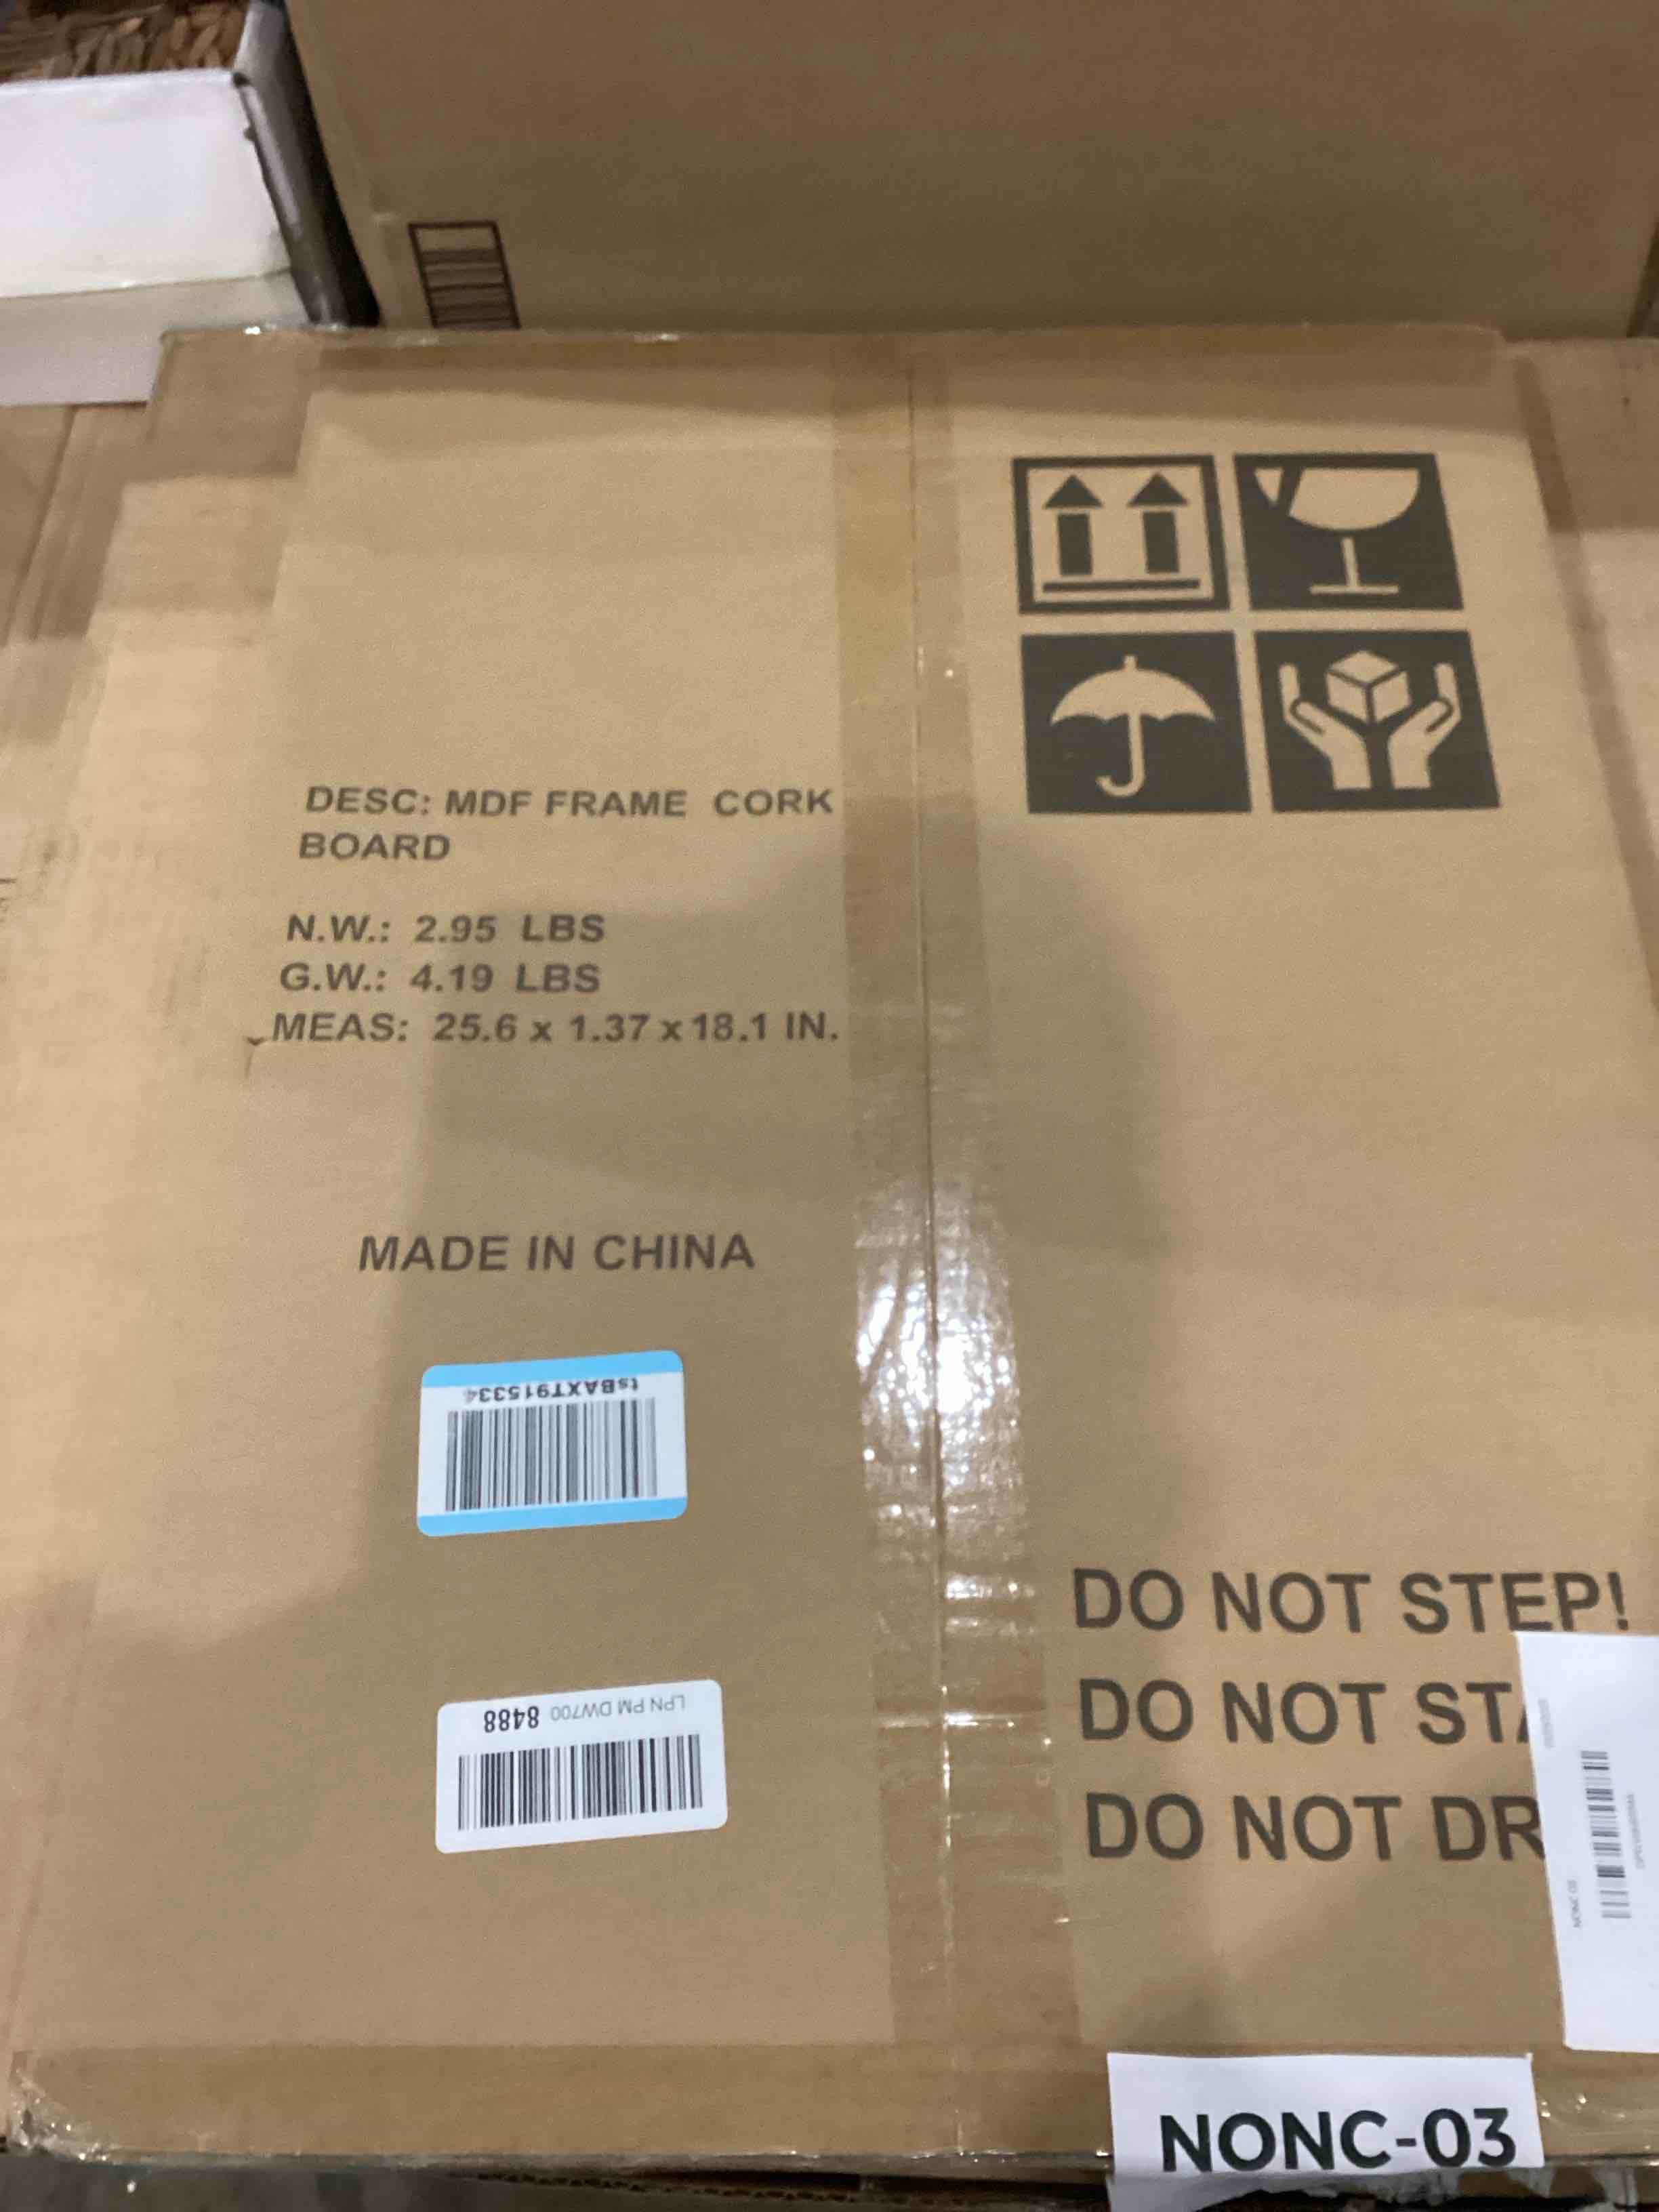 DESC: MDF FRAME CORK
BOARD
N.W.: 2.95 LBS
G.W.: 4.19 LBS
MEAS: 25.6 x 1.37 x 18.1 IN.
MADE IN CHINA
tsBAXT915334
LPN PM DW700 8488
DO NOT STEP!
DO NOT STA
DO NOT DR
NONC-03
NONC-03